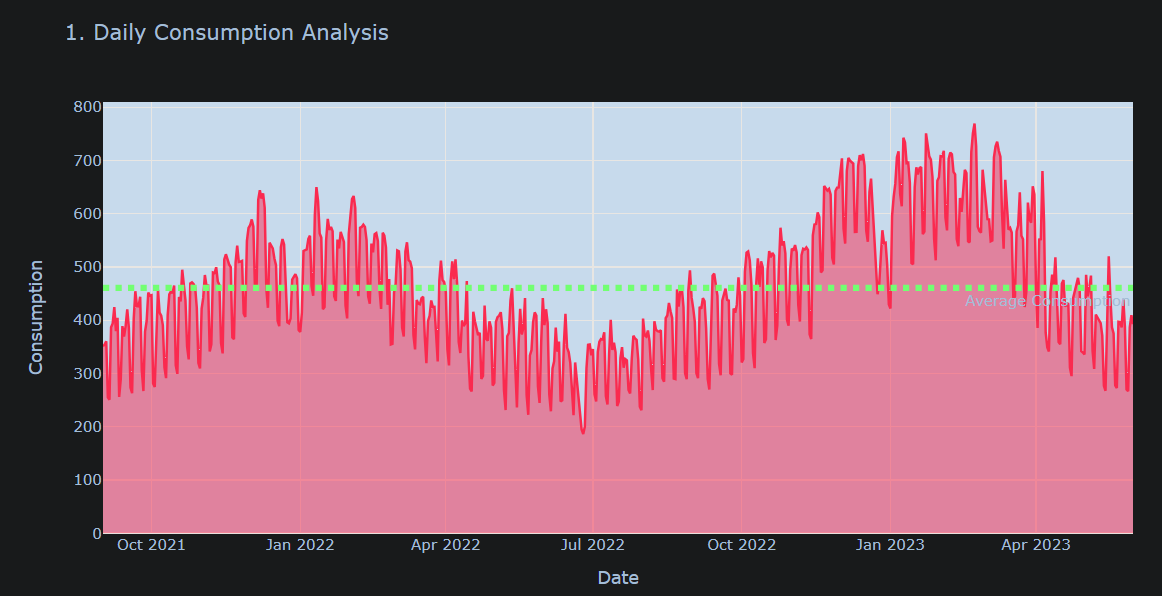 1. Daily Consumption Analysis
Consumption
800
700
600
500
400
300
200
100
0
Average Consumption
Oct 2021
Jan 2022
Apr 2022
Jul 2022
Oct 2022
Jan 2023
Apr 2023
Date